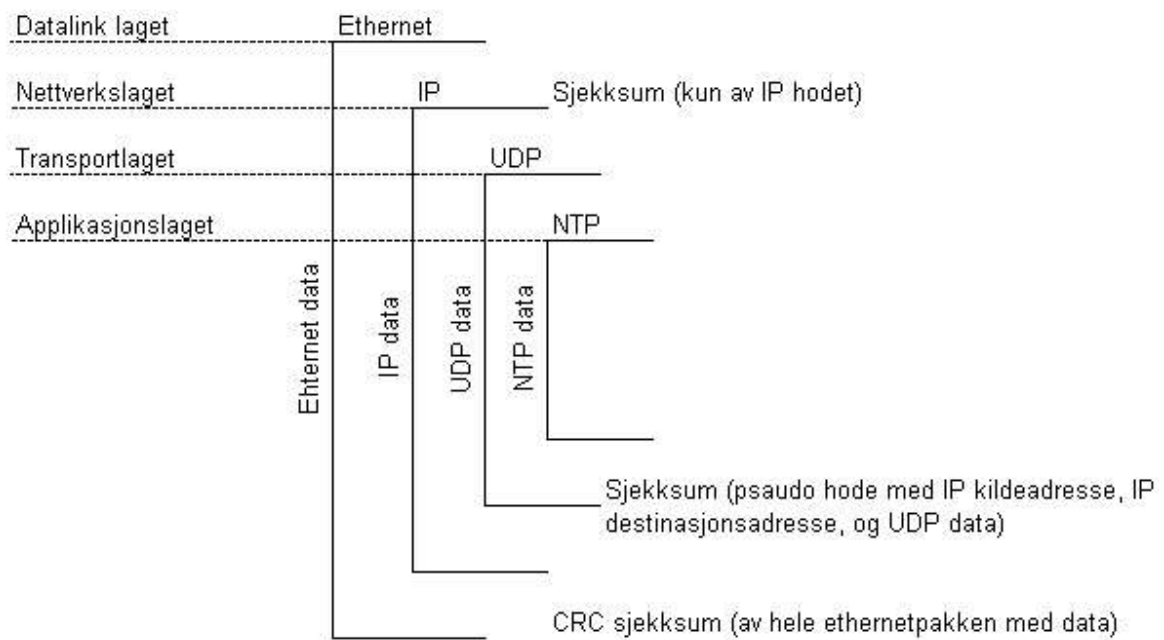 Datalink laget Ethernet
Nettverkslaget IP Sjekksum (kun av IP hodet)
Transportlaget UDP
Applikasjonslaget NTP
Ehternet data
IP data
UDP data
NTP data
Sjekksum (psaudo hode med IP kildeadresse, IP
destinasjonsadresse, og UDP data)
CRC sjekksum (av hele ethernetpakken med data)